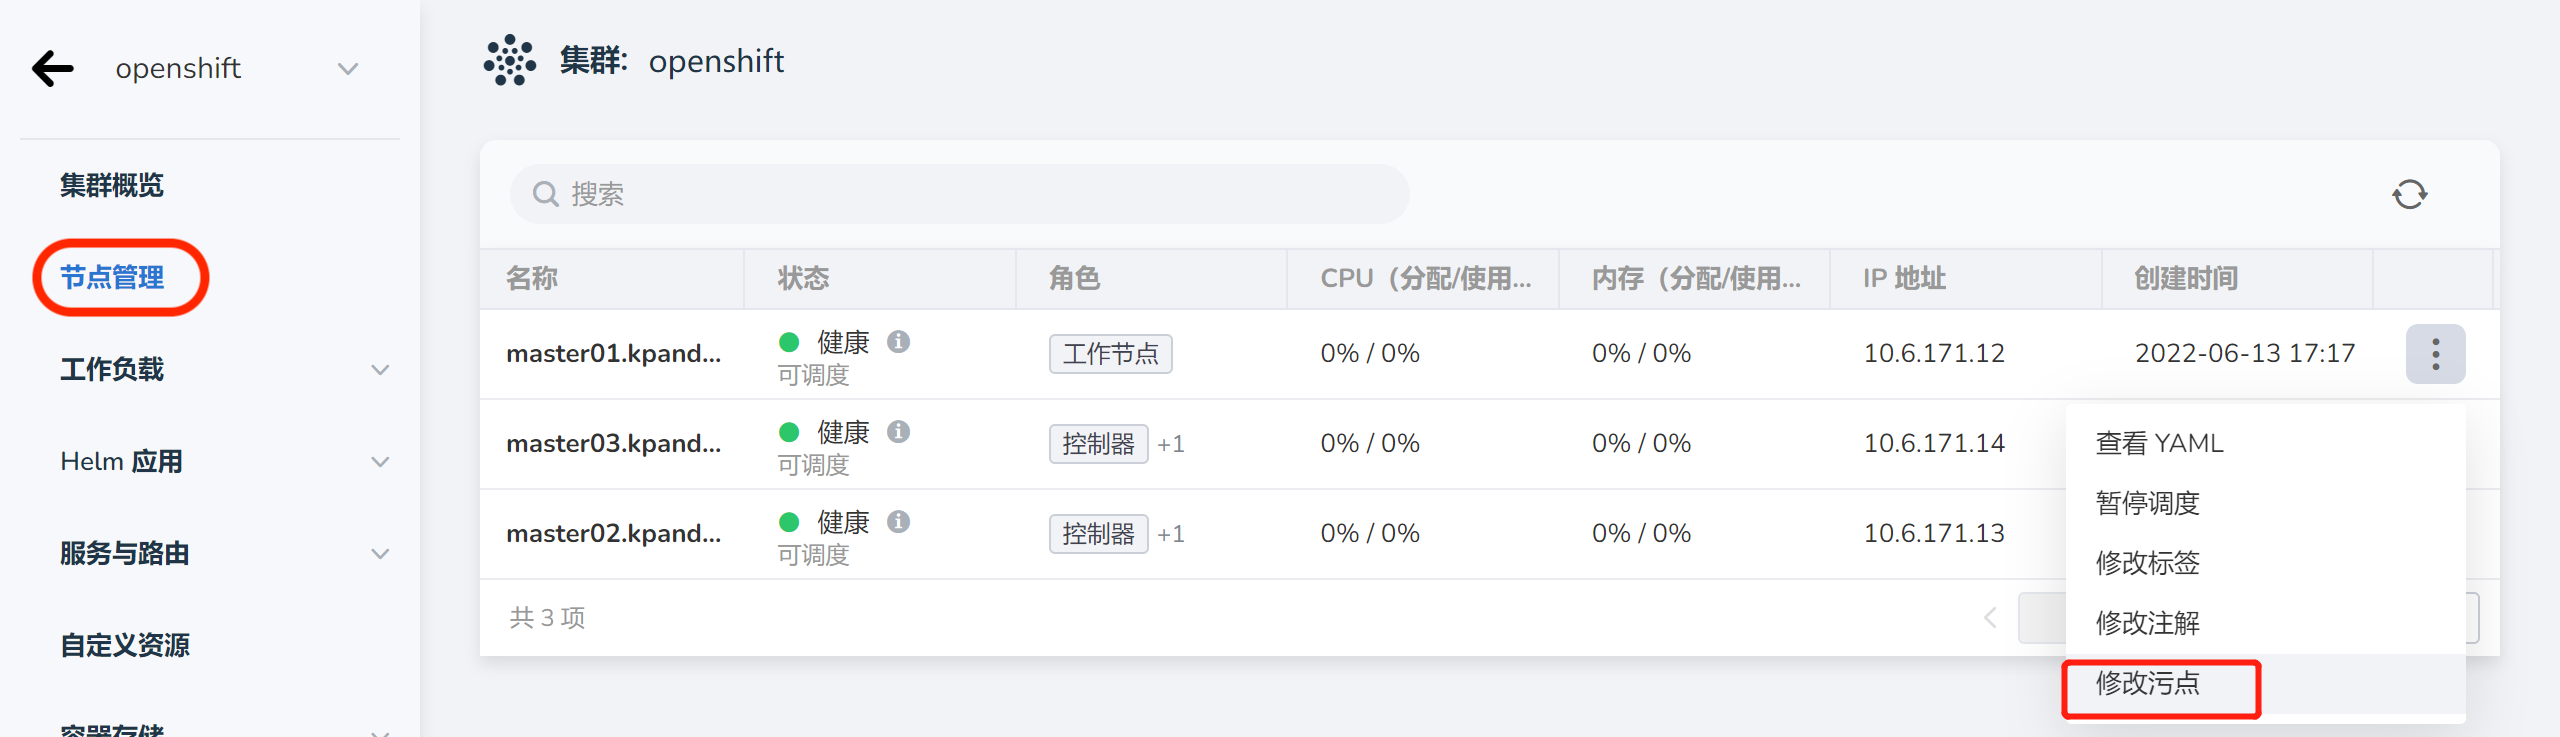 openshift
集群概览
节点管理
工作负载
Helm 应用
服务与路由
自定义资源
容器存储
集群: openshift
搜索
名称 状态 角色 CPU（分配/使用... 内存（分配/使用... IP 地址 创建时间
master01.kpand... 健康 工作节点 0% / 0% 0% / 0% 10.6.171.12 2022-06-13 17:17
可调度
master03.kpand... 健康 控制器 +1 0% / 0% 0% / 0% 10.6.171.14
可调度
master02.kpand... 健康 控制器 +1 0% / 0% 0% / 0% 10.6.171.13
可调度
共 3 项
查看 YAML
暂停调度
修改标签
修改注解
修改污点